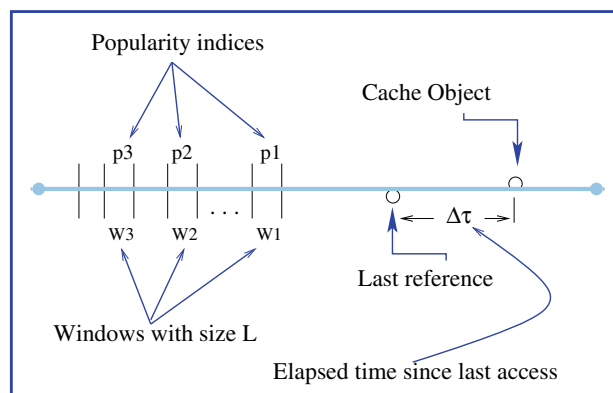 Popularity indices
Cache Object
p3 p2 p1
W3 W2 . . . W1
Δτ
Last reference
Windows with size L
Elapsed time since last access